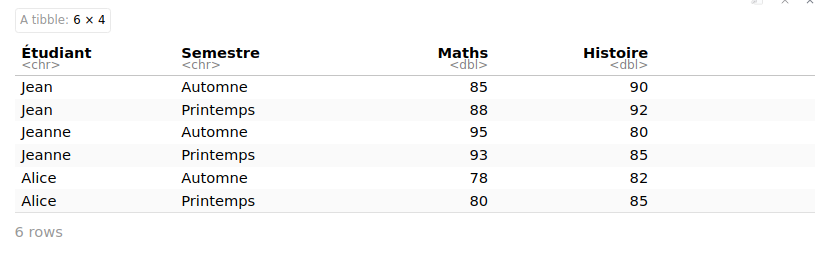 A tibble: 6 × 4
Étudiant Semestre Maths Histoire
<chr> <chr> <dbl> <dbl>
Jean Automne 85 90
Jean Printemps 88 92
Jeanne Automne 95 80
Jeanne Printemps 93 85
Alice Automne 78 82
Alice Printemps 80 85
6 rows